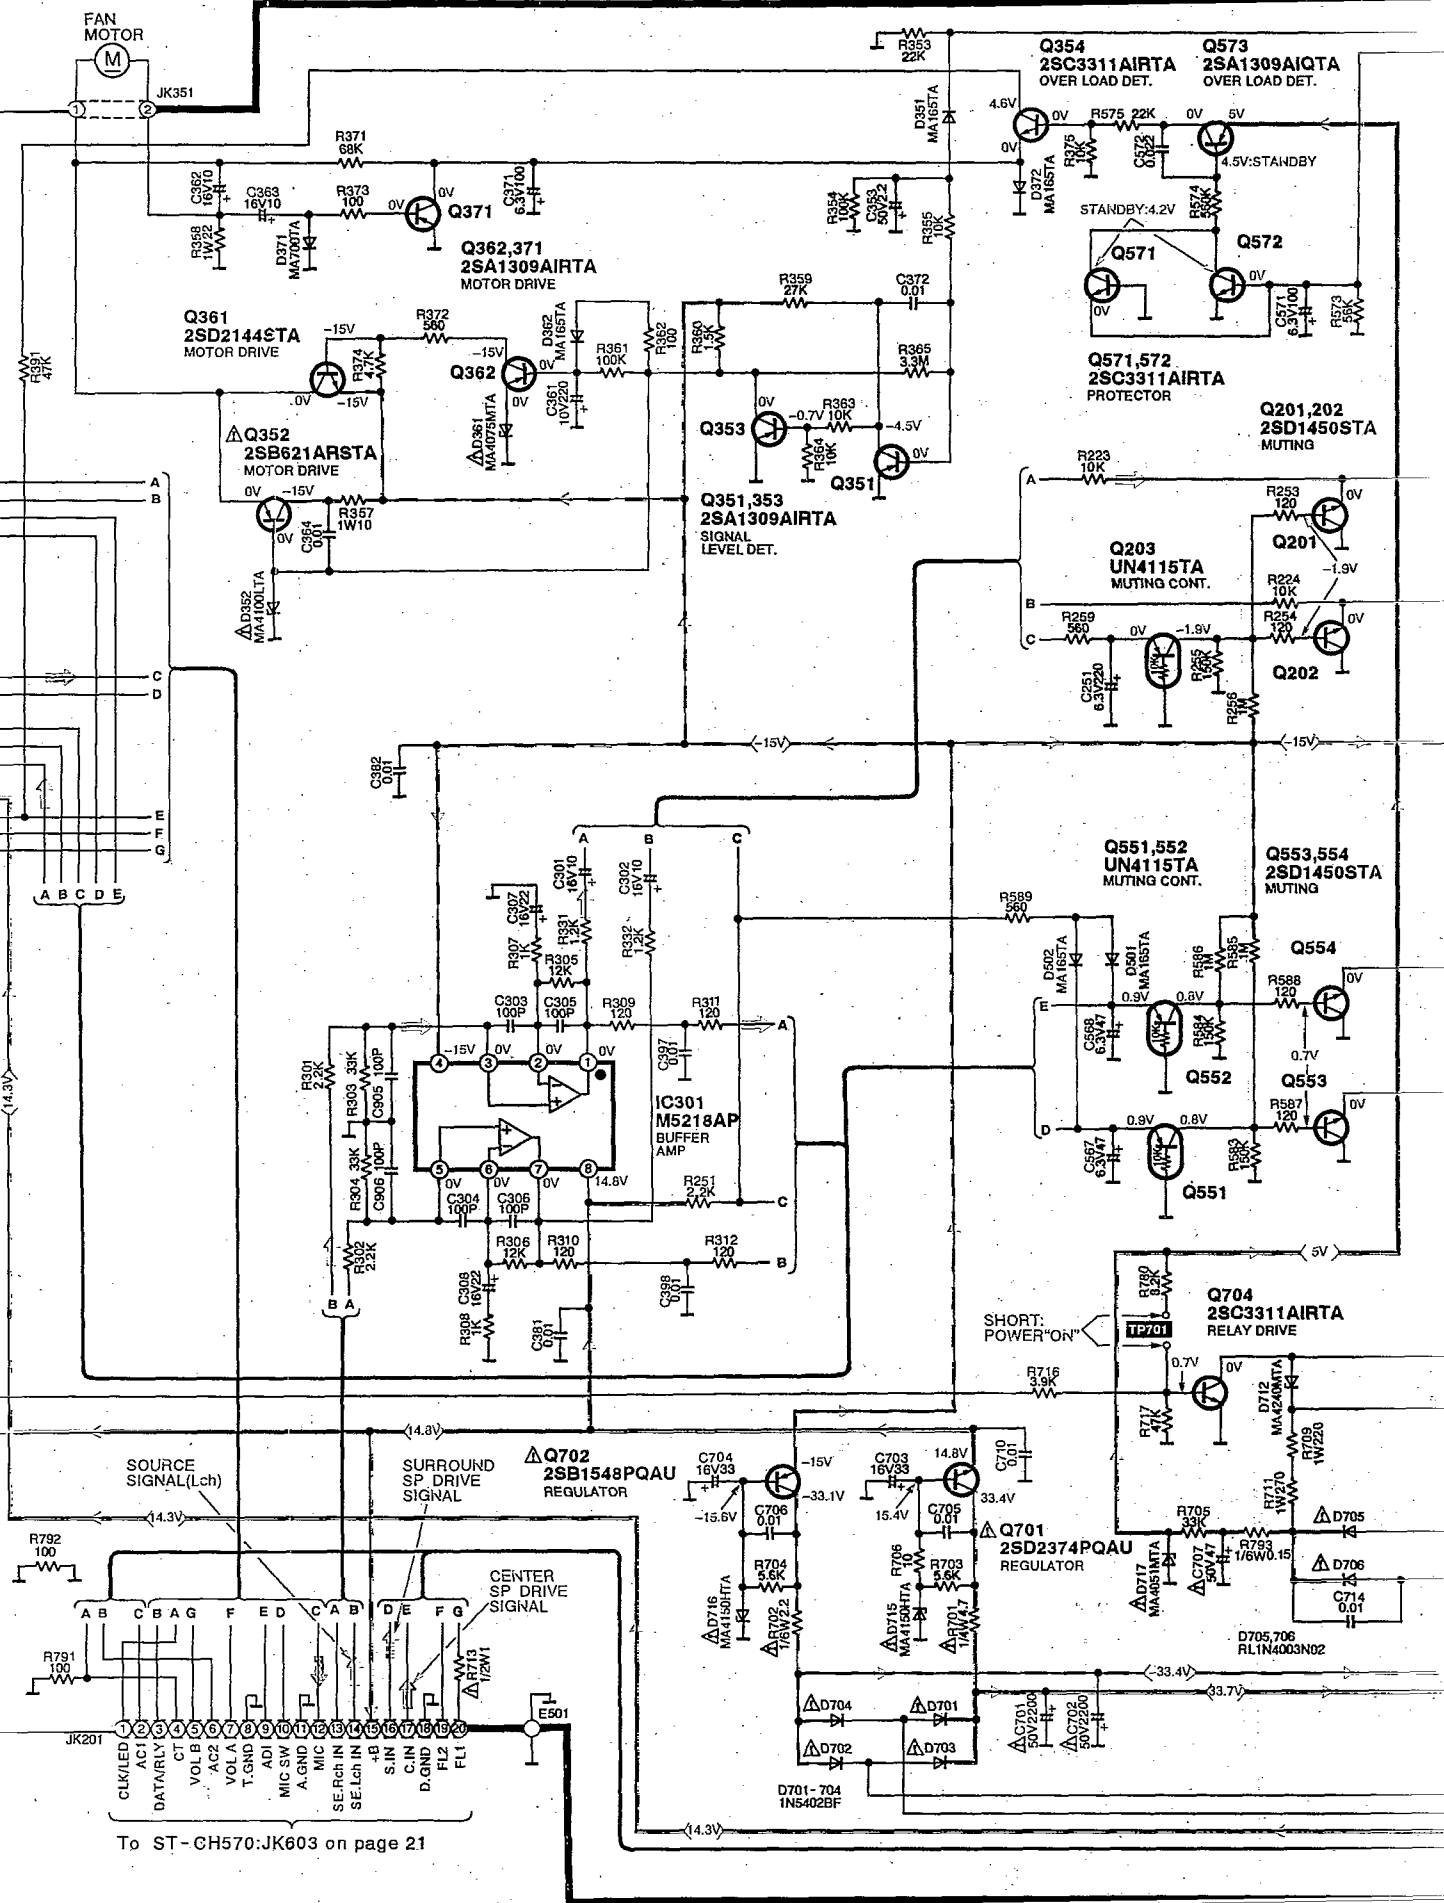 FAN
MOTOR
M
JK351
1
2
R371
68K
C362
16V10
C363
16V10
R373
100
0V
0V
Q371
C371
6.3V100
R358
1W22
D371
MA700TA
Q362,371
2SA1309AIRTA
MOTOR DRIVE
R353
22K
D351
MA165TA
4.6V
Q354
2SC3311AIRTA
OVER LOAD DET.
Q573
2SA1309AIQTA
OVER LOAD DET.
0V
R575 22K
0V
5V
R375
10K
C572
0.022
4.5V:STANDBY
0V
D372
MA165TA
R354
100K
C353
50V2.2
R355
10K
R574
560K
STANDBY:4.2V
Q571
Q572
0V
0V
C571
6.3V100
R573
56K
Q571,572
2SC3311AIRTA
PROTECTOR
Q361
2SD2144STA
MOTOR DRIVE
-15V
R372
560
R374
4.7K
-15V
0V
-15V
Q362
0V
0V
D362
MA165TA
R361
100K
R362
100
R360
1.5K
R359
27K
C372
0.01
R365
3.3M
C361
10V220
D361
MA4075MTA
R391
47K
Q353
0V
-0.7V
R363
10K
R364
10K
-4.5V
0V
Q351
Q351,353
2SA1309AIRTA
SIGNAL
LEVEL DET.
Q352
2SB621ARSTA
MOTOR DRIVE
0V
-15V
R357
1W10
0V
C364
0.01
D352
MA4100LTA
A
B
C
D
E
F
G
A B C D E
Q201,202
2SD1450STA
MUTING
A
R223
10K
R253
120
0V
Q201
-1.9V
Q203
UN4115TA
MUTING CONT.
B
R224
10K
C
R259
560
0V
-1.9V
R254
120
0V
10K
R255
150K
C251
6.3V220
Q202
R256
1M
-15V
-15V
C382
0.01
A
B
C
C301
16V10
C302
16V10
C307
16V22
R307
1K
R331
1.2K
R332
1.2K
R305
12K
C303
100P
C305
100P
R309
120
R311
120
A
C397
0.01
R301
2.2K
R303 33K
C905 100P
R304 33K
C906 100P
R302
2.2K
4
-15V
3
0V
2
0V
1
0V
IC301
M5218AP
BUFFER
AMP
5
0V
6
0V
7
0V
8
14.8V
C304
100P
C306
100P
R251
2.2K
C
R306
12K
R310
120
R312
120
B
C308
16V22
R308
1K
C381
0.01
C398
0.01
B A
14.3V
Q551,552
UN4115TA
MUTING CONT.
Q553,554
2SD1450STA
MUTING
R589
560
D502
MA165TA
D501
MA165TA
R586
1M
R585
1M
Q554
E
0.9V
0.8V
R588
120
0V
C568
6.3V47
10K
R584
150K
Q552
0.7V
Q553
R587
120
0V
D
0.9V
0.8V
C567
6.3V47
10K
R583
150K
Q551
5V
R780
8.2K
Q704
2SC3311AIRTA
RELAY DRIVE
SHORT:
POWER"ON"
TP701
0.7V
0V
R716
3.9K
R717
47K
D712
MA4240MTA
R709
1W220
R711
1W270
14.8V
SOURCE
SIGNAL(Lch)
SURROUND
SP DRIVE
SIGNAL
Q702
2SB1548PQAU
REGULATOR
C704
16V33
-15V
-15.6V
-33.1V
C706
0.01
C703
16V33
14.8V
15.4V
33.4V
C705
0.01
C710
0.01
R706
10
R704
5.6K
R703
5.6K
D716
MA4150HTA
R702
1/6W2.2
D715
MA4150HTA
R701
1/4W4.7
Q701
2SD2374PQAU
REGULATOR
R705
33K
R793
1/6W0.15
D717
MA4051MTA
C707
50V47
D705
D706
C714
0.01
D705,706
RL1N4003N02
14.3V
R792
100
CENTER
SP DRIVE
SIGNAL
A B C B A G F E D C A B D E F G
R791
100
R713
1/2W1
-33.4V
33.7V
D704
D701
D702
D703
C701
50V2200
C702
50V2200
D701-704
1N5402BF
JK201
1 2 3 4 5 6 7 8 9 10 11 12 13 14 15 16 17 18 19 20
E501
CLK/LED
AC1
DATA/RLY
CT
VOL B
AC2
VOL A
T.GND
ADI
MIC SW
A.GND
MIC
SE.Rch IN
SE.Lch IN
+B
S.IN
C.IN
D.GND
FL2
FL1
To ST-CH570:JK603 on page 21
14.3V